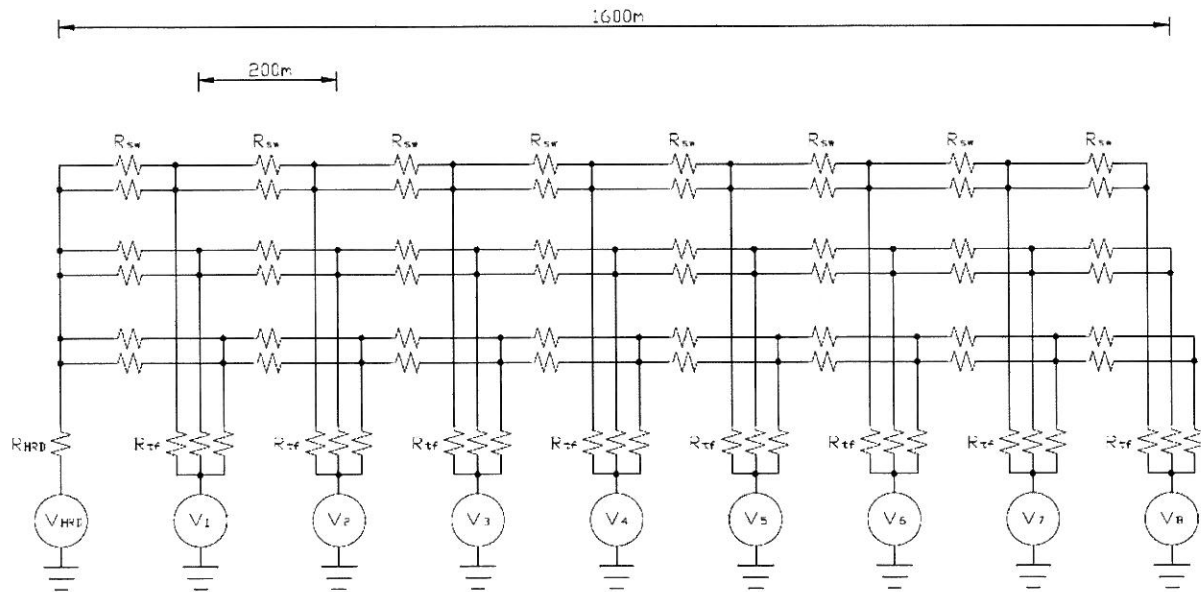 1600m
200m
Rsw Rsw Rsw Rsw Rsw Rsw Rsw Rsw
RHRD Rtf Rtf Rtf Rtf Rtf Rtf Rtf Rtf
VHRD V1 V2 V3 V4 V5 V6 V7 V8